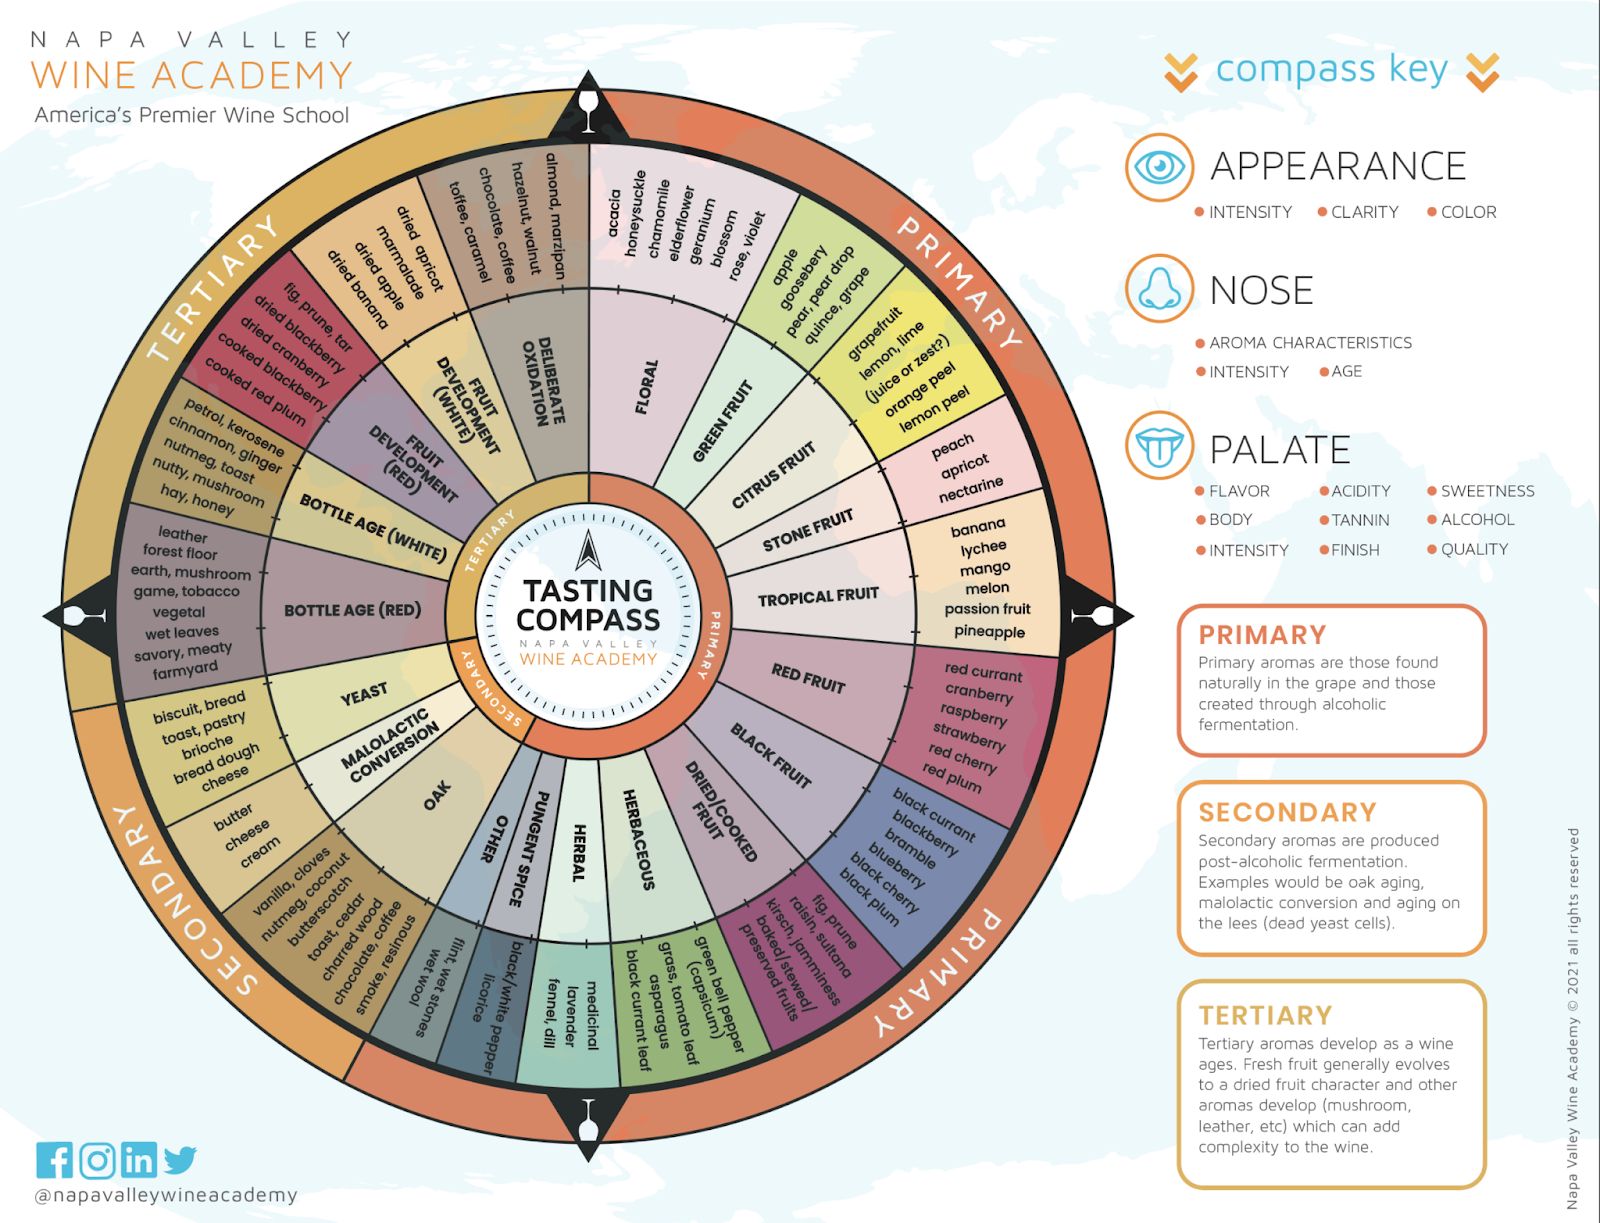 NAPA VALLEY
WINE ACADEMY
America's Premier Wine School
compass key
APPEARANCE
INTENSITY
CLARITY
COLOR
NOSE
AROMA CHARACTERISTICS
INTENSITY
AGE
PALATE
FLAVOR
ACIDITY
SWEETNESS
BODY
TANNIN
ALCOHOL
INTENSITY
FINISH
QUALITY
PRIMARY
Primary aromas are those found
naturally in the grape and those
created through alcoholic
fermentation.
SECONDARY
Secondary aromas are produced
post-alcoholic fermentation.
Examples would be oak aging,
malolactic conversion and aging on
the lees (dead yeast cells).
TERTIARY
Tertiary aromas develop as a wine
ages. Fresh fruit generally evolves
to a dried fruit character and other
aromas develop (mushroom,
leather, etc) which can add
complexity to the wine.
TASTING
COMPASS
NAPA VALLEY
WINE ACADEMY
PRIMARY
SECONDARY
TERTIARY
PRIMARY
PRIMARY
SECONDARY
TERTIARY
FLORAL
acacia
honeysuckle
chamomile
elderflower
geranium
blossom
rose, violet
GREEN FRUIT
apple
goosebery
pear, pear drop
quince, grape
CITRUS FRUIT
grapefruit
lemon, lime
(juice or zest?)
orange peel
lemon peel
STONE FRUIT
peach
apricot
nectarine
TROPICAL FRUIT
banana
lychee
mango
melon
passion fruit
pineapple
RED FRUIT
red currant
cranberry
raspberry
strawberry
red cherry
red plum
BLACK FRUIT
black currant
blackberry
bramble
blueberry
black cherry
black plum
DRIED/COOKED
FRUIT
fig, prune
raisin, sultana
kirsch, jamminess
baked/stewed/
preserved fruits
HERBACEOUS
green bell pepper
(capsicum)
grass, tomato leaf
asparagus
black currant leaf
HERBAL
medicinal
lavender
fennel, dill
PUNGENT SPICE
black/white pepper
licorice
OTHER
flint, wet stones
wet wool
OAK
vanilla, cloves
nutmeg, coconut
butterscotch
toast, cedar
charred wood
chocolate, coffee
smoke, resinous
MALOLACTIC
CONVERSION
butter
cheese
cream
YEAST
biscuit, bread
toast, pastry
brioche
bread dough
cheese
BOTTLE AGE (RED)
leather
forest floor
earth, mushroom
game, tobacco
vegetal
wet leaves
savory, meaty
farmyard
BOTTLE AGE (WHITE)
petrol, kerosene
cinnamon, ginger
nutmeg, toast
nutty, mushroom
hay, honey
FRUIT
DEVELOPMENT
(RED)
fig, prune, tar
dried blackberry
dried cranberry
cooked blackberry
cooked red plum
FRUIT
DEVELOPMENT
(WHITE)
dried apricot
marmalade
dried apple
dried banana
DELIBERATE
OXIDATION
almond, marzipan
hazelnut, walnut
chocolate, coffee
toffee, caramel
@napavalleywineacademy
Napa Valley Wine Academy © 2021 all rights reserved